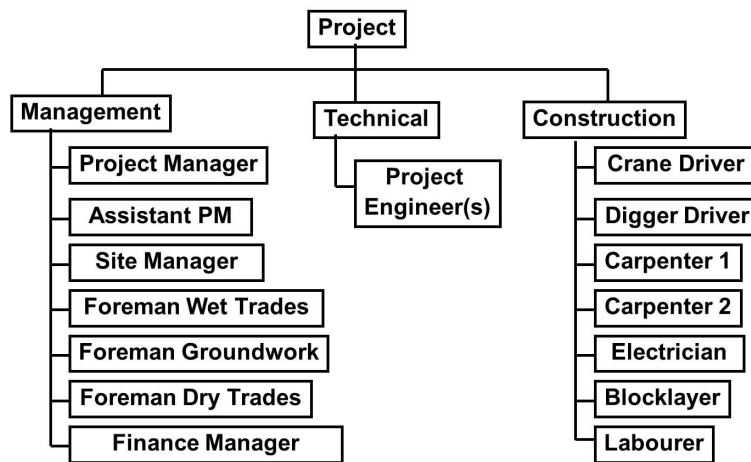 Project
Management
Technical
Construction
Project Manager
Assistant PM
Site Manager
Foreman Wet Trades
Foreman Groundwork
Foreman Dry Trades
Finance Manager
Project
Engineer(s)
Crane Driver
Digger Driver
Carpenter 1
Carpenter 2
Electrician
Blocklayer
Labourer